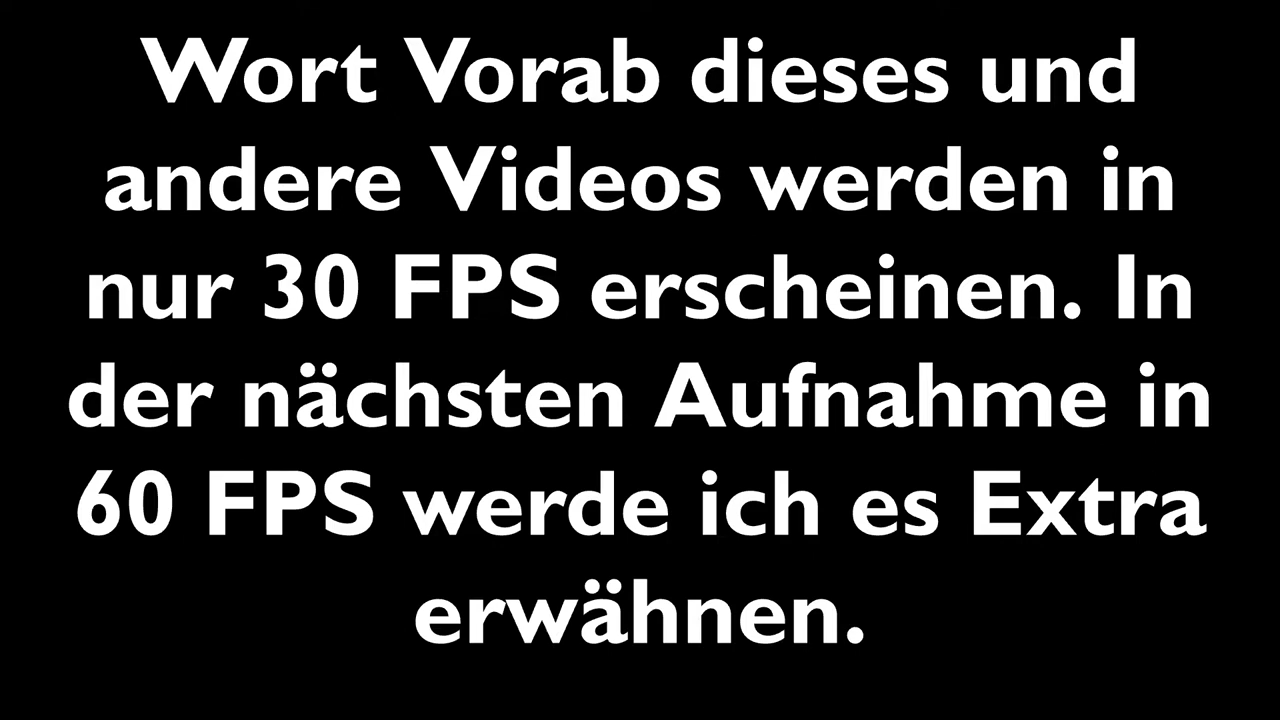 Wort Vorab dieses und
andere Videos werden in
nur 30 FPS erscheinen. In
der nächsten Aufnahme in
60 FPS werde ich es Extra
erwähnen.